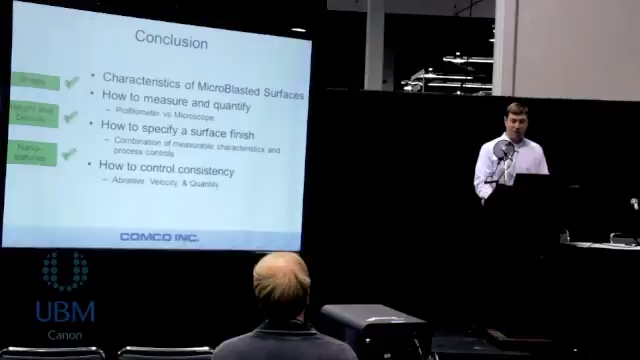 Conclusion
• Characteristics of MicroBlasted Surfaces
• How to measure and quantify
– Profilometer vs Microscope
• How to specify a surface finish
– Combination of measurable characteristics and process controls
• How to control consistency
– Abrasive, Velocity, & Quantity
Height and
Density
Nano-
features
COMCO INC.
UBM
Canon